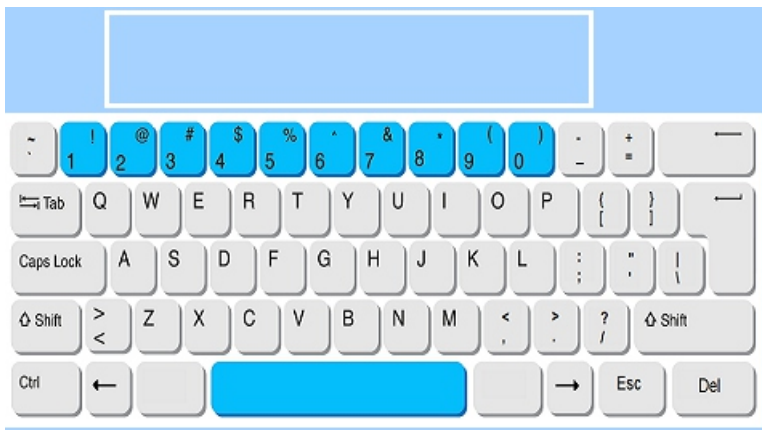 ~ ! @ # $ % ^ & * ( ) - +
` 1 2 3 4 5 6 7 8 9 0 _ =
Tab Q W E R T Y U I O P { [ } ]
Caps Lock A S D F G H J K L : ; " ' | \
Shift > < Z X C V B N M < , > . ? / Shift
Ctrl ← → Esc Del